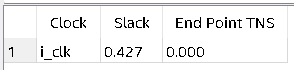 Clock Slack End Point TNS
1 i_clk 0.427 0.000